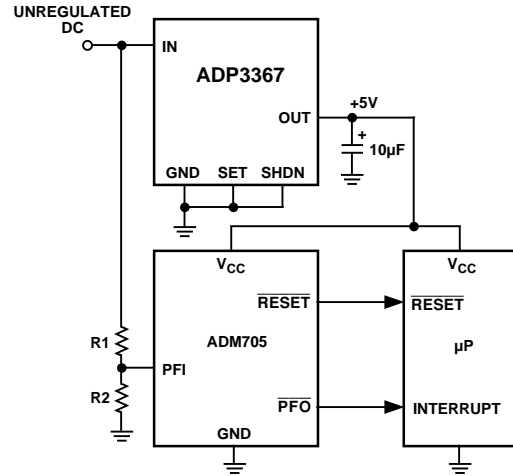 UNREGULATED
DC
IN
ADP3367
OUT
+5V
+
10µF
GND SET SHDN
VCC
VCC
RESET
RESET
R1
ADM705
µP
PFI
R2
PFO
INTERRUPT
GND